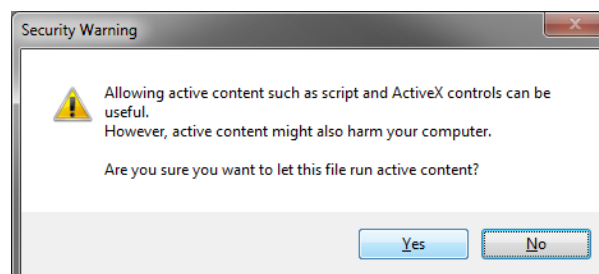 Security Warning
Allowing active content such as script and ActiveX controls can be
useful.
However, active content might also harm your computer.
Are you sure you want to let this file run active content?
Yes No